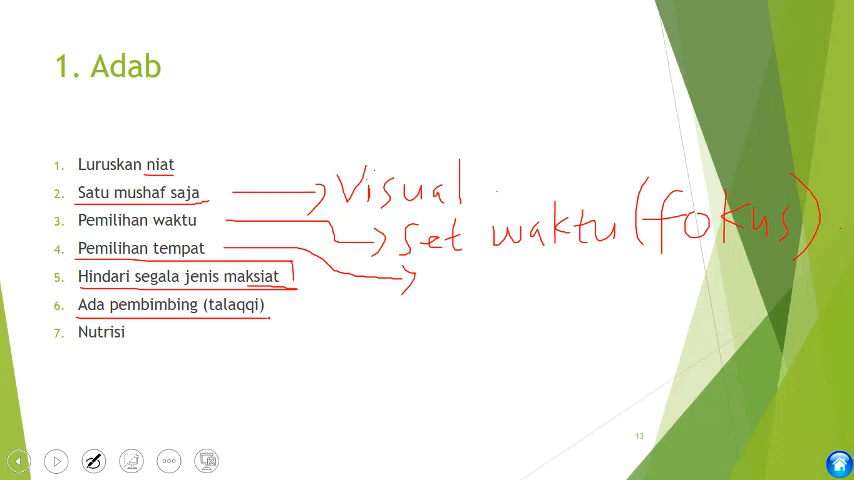 1. Adab
1. Luruskan niat
2. Satu mushaf saja
Visual
3. Pemilihan waktu
Set waktu (fokus)
4. Pemilihan tempat
5. Hindari segala jenis maksiat
6. Ada pembimbing (talaqqi)
7. Nutrisi
13